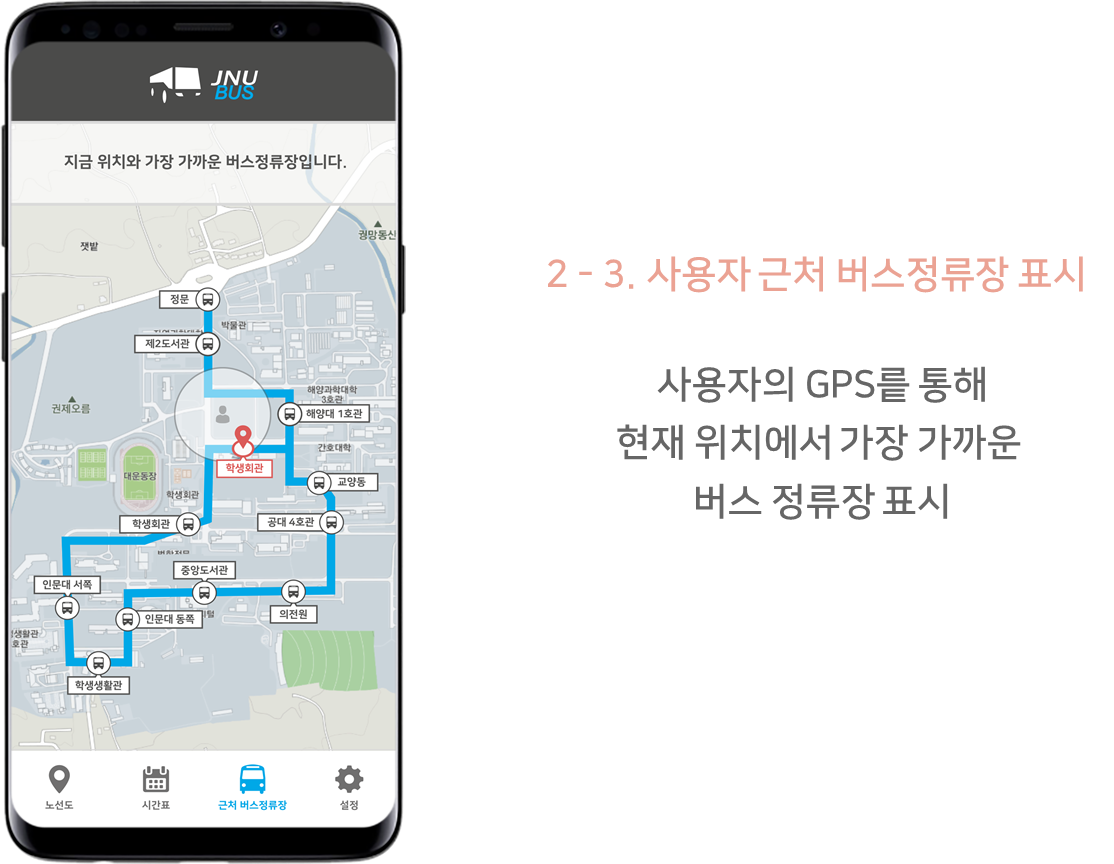 JNU
BUS
지금 위치와 가장 가까운 버스정류장입니다.
잿밭
정문
박물관
제2도서관
해양과학대학
3호관
권제오름
해양대 1호관
간호대학
학생회관
대운동장
교양동
학생회관
학생회관
공대 4호관
중앙도서관
인문대 서쪽
의전원
인문대 동쪽
학생생활관
노선도
시간표
근처 버스정류장
설정
2 - 3. 사용자 근처 버스정류장 표시
사용자의 GPS를 통해
현재 위치에서 가장 가까운
버스 정류장 표시